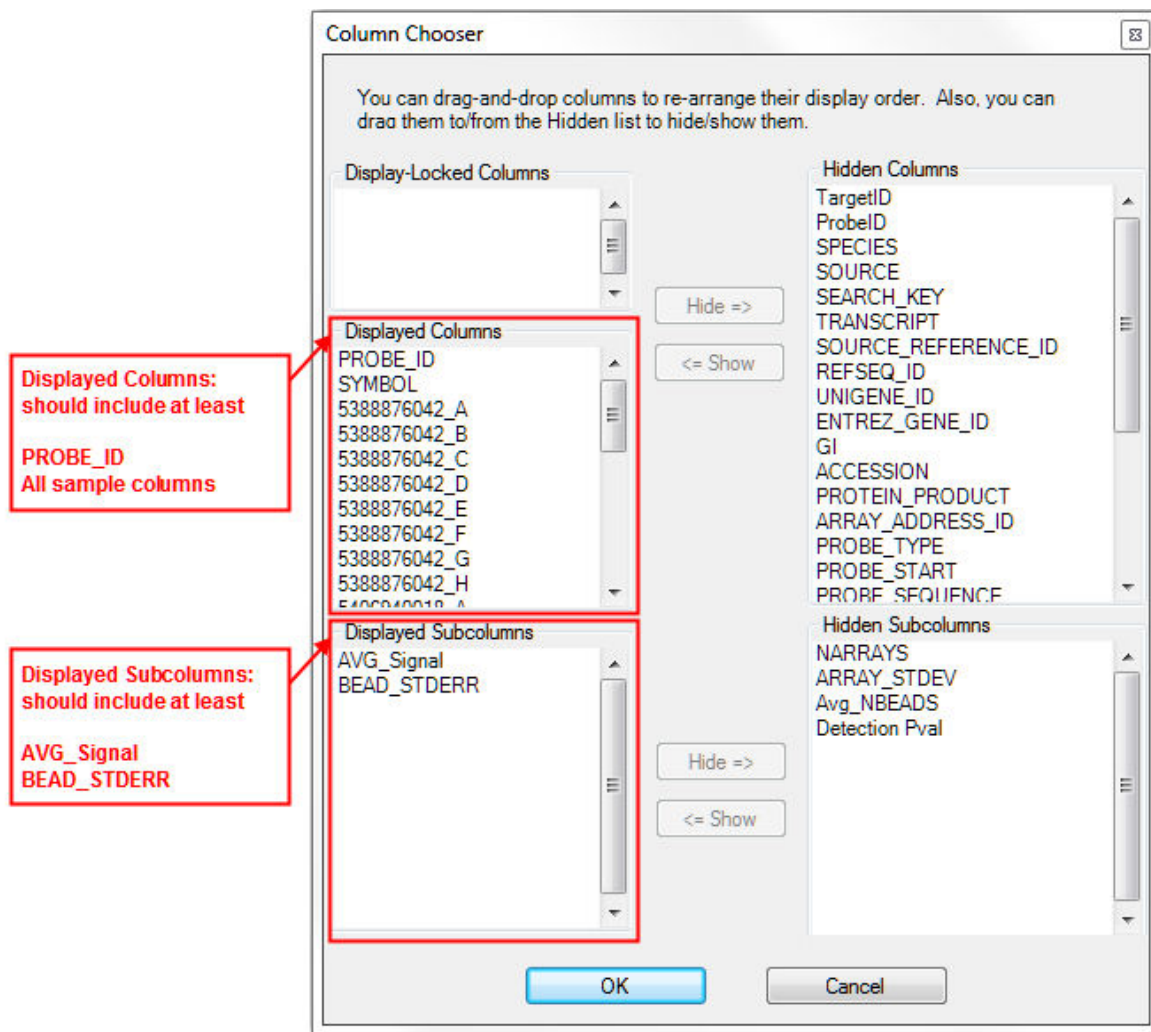 Column Chooser
You can drag-and-drop columns to re-arrange their display order. Also, you can
drag them to/from the Hidden list to hide/show them.
Display-Locked Columns
Hide =>
<= Show
Hidden Columns
TargetID
ProbeID
SPECIES
SOURCE
SEARCH_KEY
TRANSCRIPT
SOURCE_REFERENCE_ID
REFSEQ_ID
UNIGENE_ID
ENTREZ_GENE_ID
GI
ACCESSION
PROTEIN_PRODUCT
ARRAY_ADDRESS_ID
PROBE_TYPE
PROBE_START
PROBE_SEQUENCE
Displayed Columns:
should include at least
PROBE_ID
All sample columns
Displayed Columns
PROBE_ID
SYMBOL
5388876042_A
5388876042_B
5388876042_C
5388876042_D
5388876042_E
5388876042_F
5388876042_G
5388876042_H
5406940018_A
Displayed Subcolumns:
should include at least
AVG_Signal
BEAD_STDERR
Displayed Subcolumns
AVG_Signal
BEAD_STDERR
Hide =>
<= Show
Hidden Subcolumns
NARRAYS
ARRAY_STDEV
Avg_NBEADS
Detection Pval
OK
Cancel